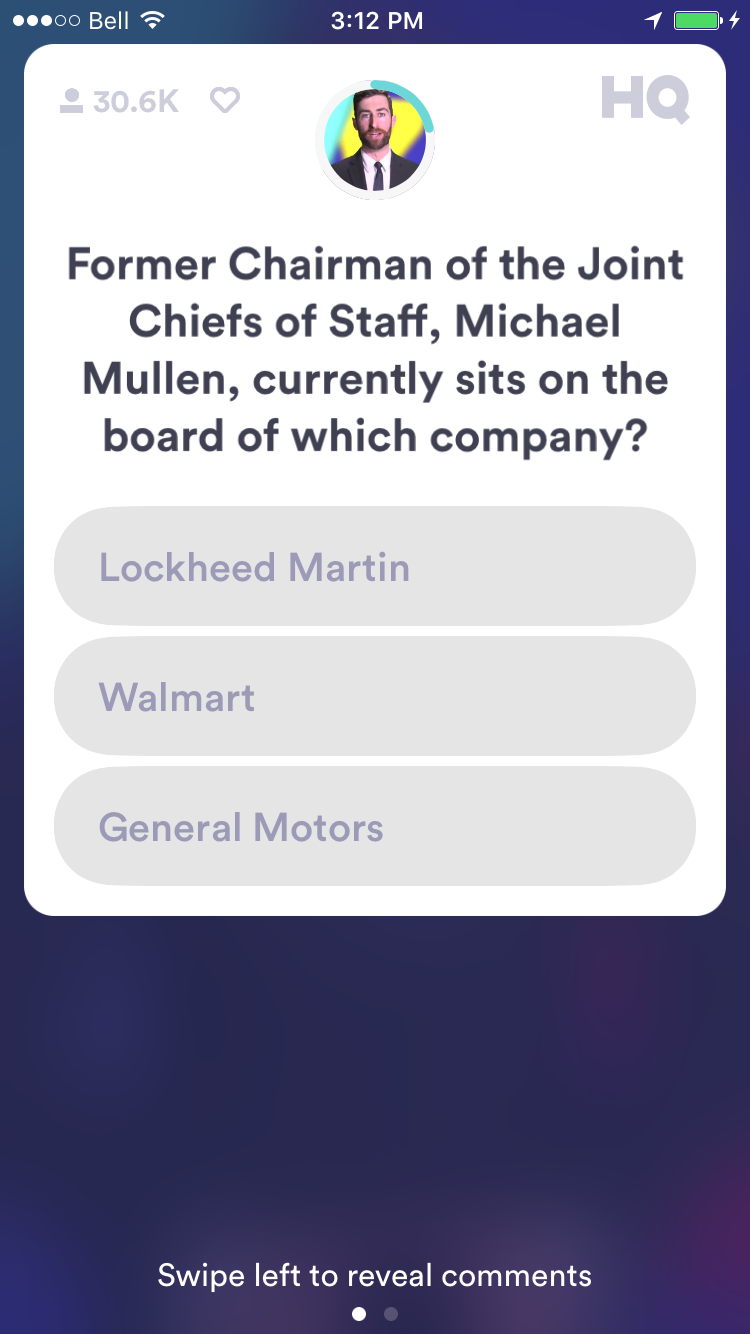 Bell 3:12 PM
30.6K HQ
Former Chairman of the Joint
Chiefs of Staff, Michael
Mullen, currently sits on the
board of which company?
Lockheed Martin
Walmart
General Motors
Swipe left to reveal comments